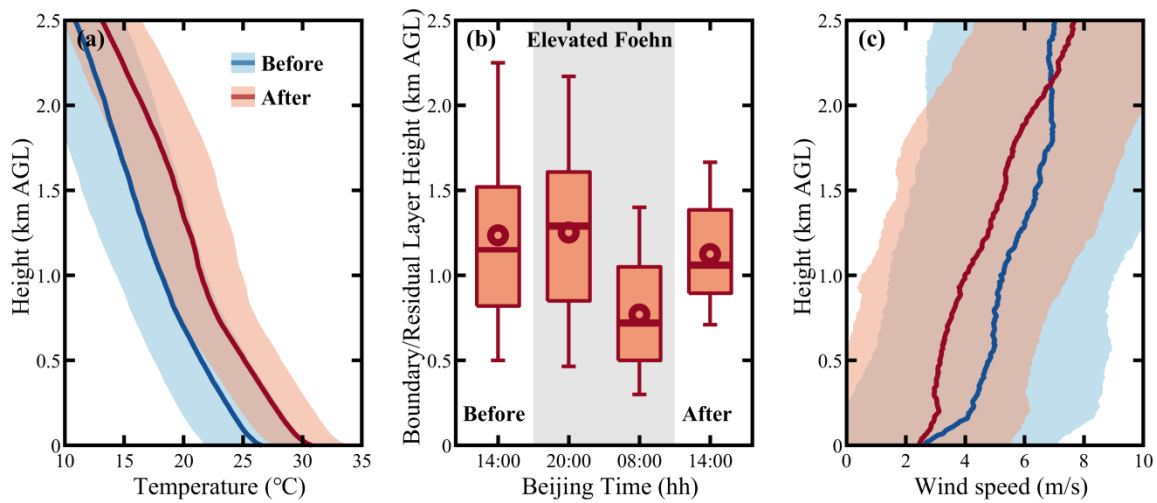 (a)
Before
After
2.5
2.0
1.5
1.0
0.5
0
Height (km AGL)
10
15
20
25
30
35
Temperature (℃)
(b)
Elevated Foehn
2.5
2.0
1.5
1.0
0.5
0
Boundary/Residual Layer Height (km AGL)
Before
After
14:00
20:00
08:00
14:00
Beijing Time (hh)
(c)
2.5
2.0
1.5
1.0
0.5
0
Height (km AGL)
0
2
4
6
8
10
Wind speed (m/s)